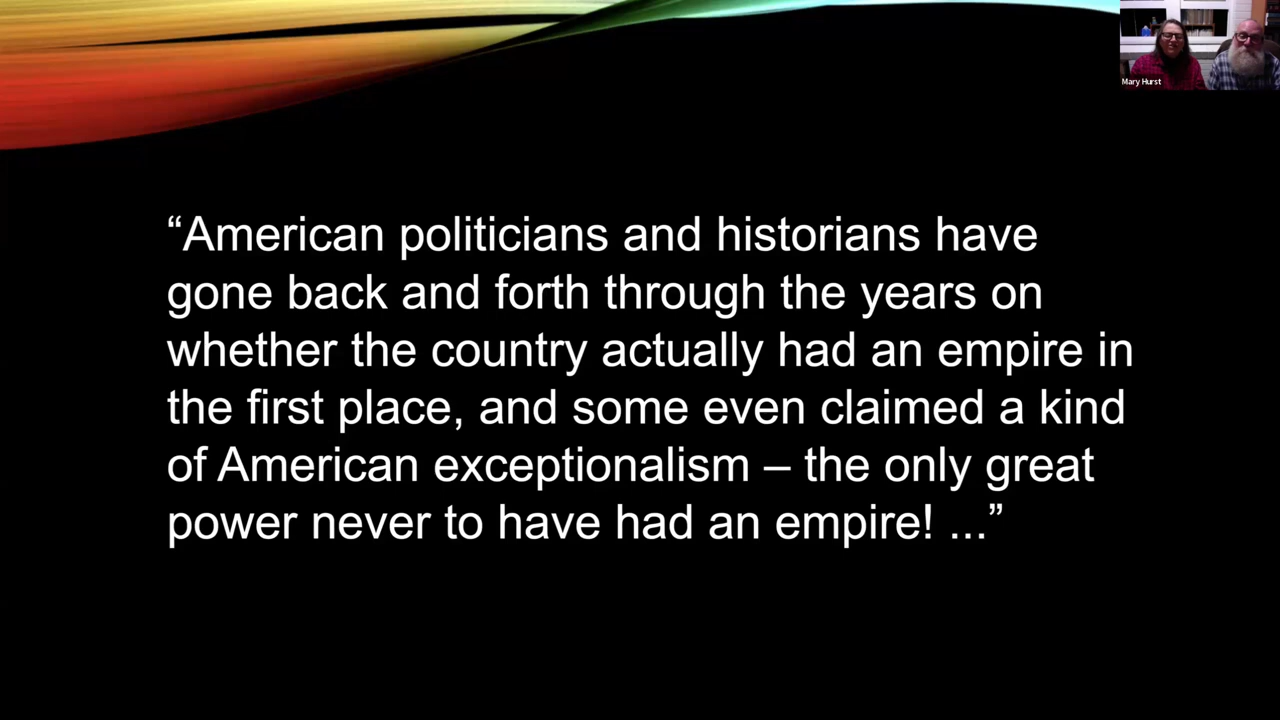 Mary Hurst
“American politicians and historians have
gone back and forth through the years on
whether the country actually had an empire in
the first place, and some even claimed a kind
of American exceptionalism – the only great
power never to have had an empire! ...”